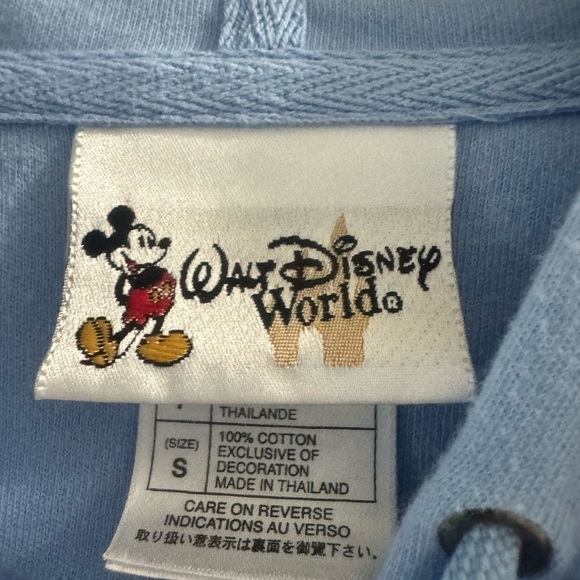 WALT DISNEY
World®
THAILANDE
(SIZE)
S
100% COTTON
EXCLUSIVE OF
DECORATION
MADE IN THAILAND
CARE ON REVERSE
INDICATIONS AU VERSO
取り扱い意表示は裏面を御覧下さい。